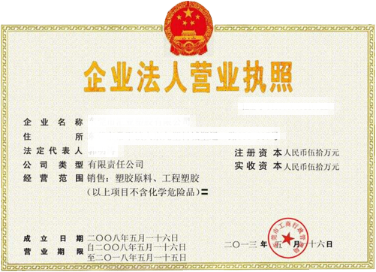 企业法人营业执照
企业名称
住所
法定代表人
注册资本 人民币伍拾万元
公司类型 有限责任公司
实收资本 人民币伍拾万元
经营范围 销售：塑胶原料、工程塑胶
（以上项目不含化学危险品）〓
成立日期 二〇〇八年五月一十六日
营业期限 自二〇〇八年五月一十六日
至二〇一八年五月一十五日
二〇一三年五月一十六日